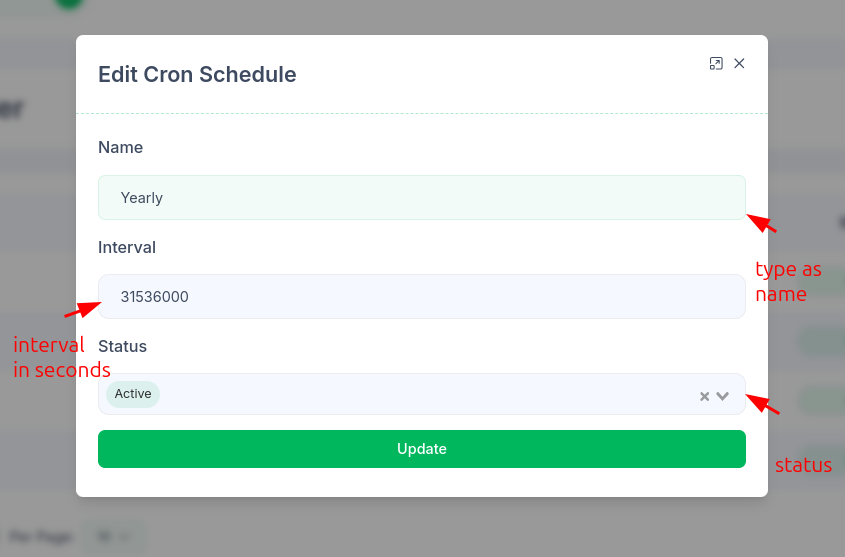 er
Edit Cron Schedule
Name
Yearly
Interval
type as
name
31536000
interval
in seconds
Status
Active
Update
status
Per Page